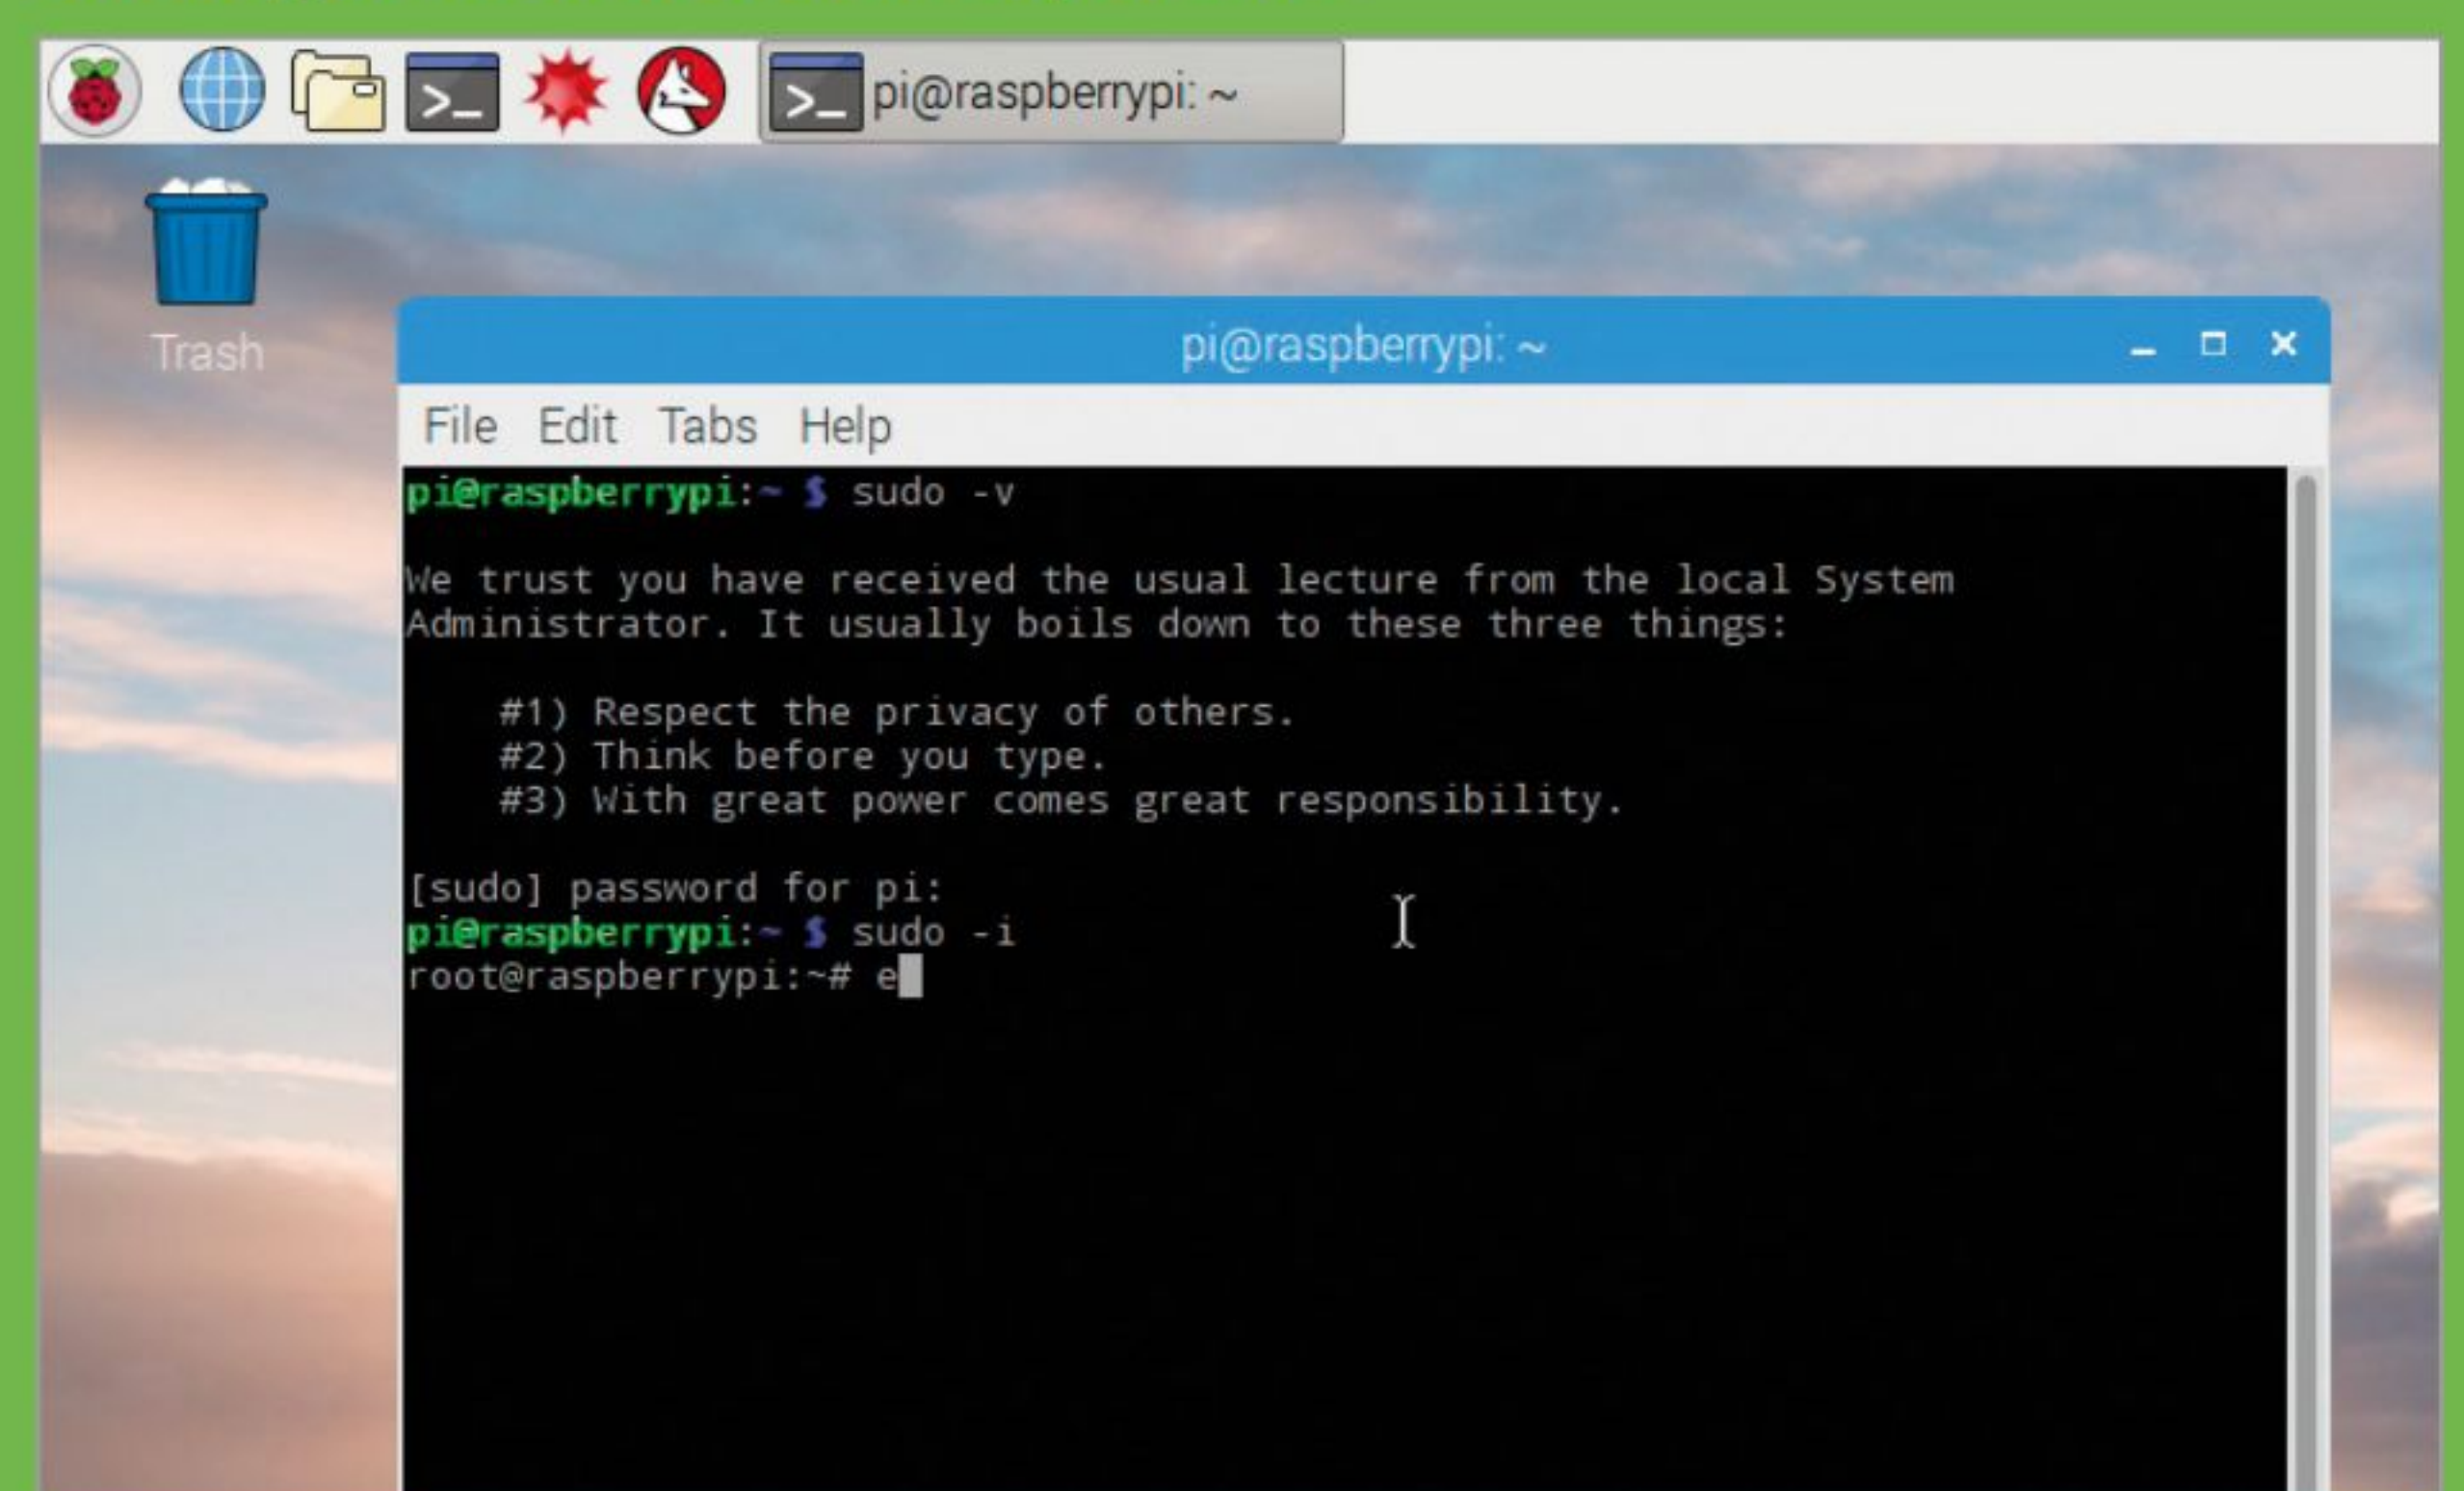 pi@raspberrypi: ~
Trash
pi@raspberrypi: ~
File Edit Tabs Help
pi@raspberrypi:~ $ sudo -v
We trust you have received the usual lecture from the local System
Administrator. It usually boils down to these three things:
#1) Respect the privacy of others.
#2) Think before you type.
#3) With great power comes great responsibility.
[sudo] password for pi:
pi@raspberrypi:~ $ sudo -i
root@raspberrypi:~# e